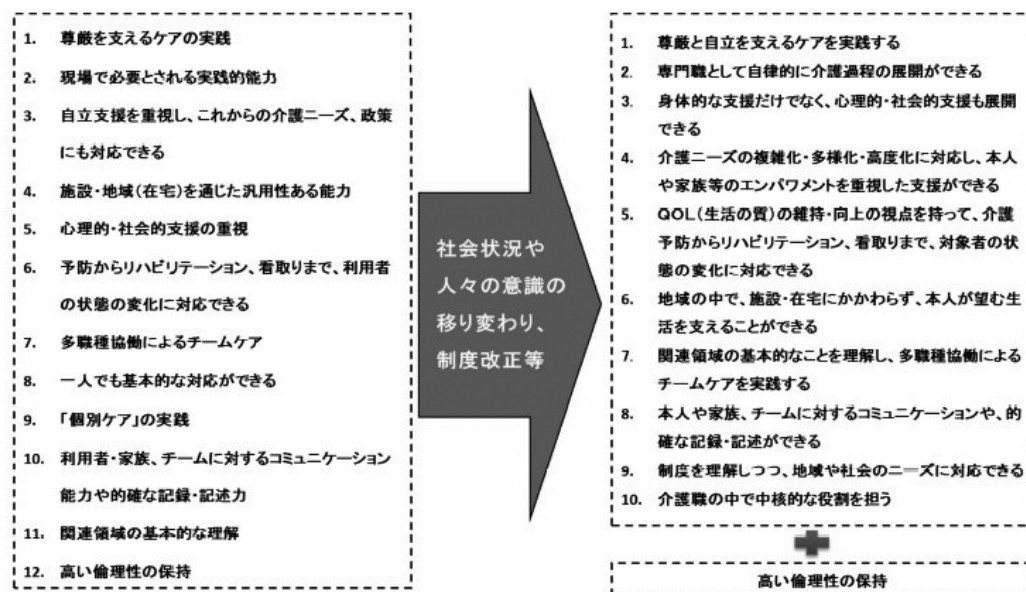 1. 尊厳を支えるケアの実践
2. 現場で必要とされる実践的能力
3. 自立支援を重視し、これからの介護ニーズ、政策
にも対応できる
4. 施設・地域（在宅）を通じた汎用性ある能力
5. 心理的・社会的支援の重視
6. 予防からリハビリテーション、看取りまで、利用者
の状態の変化に対応できる
7. 多職種協働によるチームケア
8. 一人でも基本的な対応ができる
9. 「個別ケア」の実践
10. 利用者・家族、チームに対するコミュニケーション
能力や的確な記録・記述力
11. 関連領域の基本的な理解
12. 高い倫理性の保持
社会状況や
人々の意識の
移り変わり、
制度改正等
1. 尊厳と自立を支えるケアを実践する
2. 専門職として自律的に介護過程の展開ができる
3. 身体的な支援だけでなく、心理的・社会的支援も展開
できる
4. 介護ニーズの複雑化・多様化・高度化に対応し、本人
や家族等のエンパワメントを重視した支援ができる
5. QOL（生活の質）の維持・向上の視点を持って、介護
予防からリハビリテーション、看取りまで、対象者の状
態の変化に対応できる
6. 地域の中で、施設・在宅にかかわらず、本人が望む生
活を支えることができる
7. 関連領域の基本的なことを理解し、多職種協働による
チームケアを実践する
8. 本人や家族、チームに対するコミュニケーションや、的
確な記録・記述ができる
9. 制度を理解しつつ、地域や社会のニーズに対応できる
10. 介護職の中で中核的な役割を担う
高い倫理性の保持